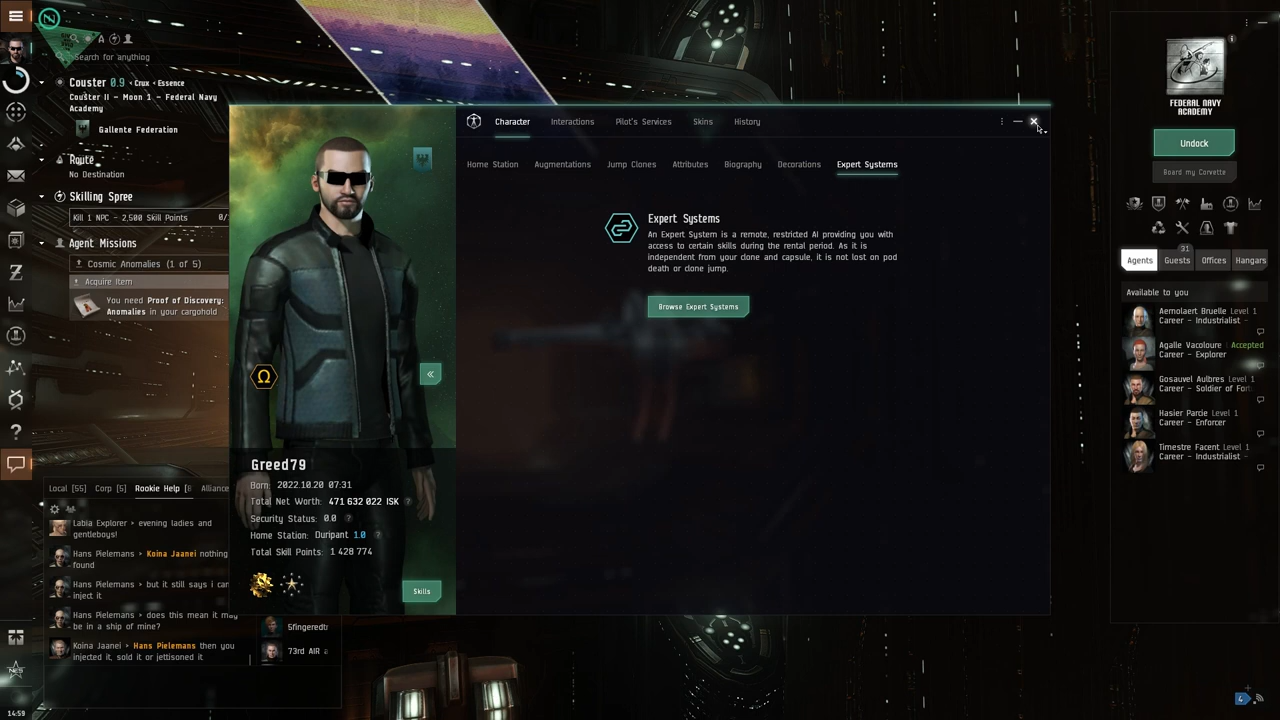 Search for anything
Couster 0.9 ‹ Crux ‹ Essence
Couster II – Moon 1 – Federal Navy
Academy
Gallente Federation
Route
No Destination
Skilling Spree
Kill 1 NPC – 2,500 Skill Points 0/
Agent Missions
Cosmic Anomalies (1 of 5)
Acquire Item
You need Proof of Discovery:
Anomalies in your cargohold
Local [55] Corp [5] Rookie Help Alliance
Labia Explorer > evening ladies and
gentleboys!
Hans Pielemans > Koina Jaanei nothing
found
Hans Pielemans > but it still says i can
inject it
Hans Pielemans > does this mean it may
be in a ship of mine?
Koina Jaanei > Hans Pielemans then you
injected it, sold it or jettisoned it
5fingeredt
73rd AIR
NES
14:59
Ω
Greed79
Born: 2022.10.20 07:31
Total Net Worth: 471 632 022 ISK ?
Security Status: 0.0 ?
Home Station: Duripant 1.0 ?
Total Skill Points: 1 428 774
Skills
Character Interactions Pilot's Services Skins History
Home Station Augmentations Jump Clones Attributes Biography Decorations Expert Systems
Expert Systems
An Expert System is a remote, restricted AI providing you with
access to certain skills during the rental period. As it is
independent from your clone and capsule, it is not lost on pod
death or clone jump.
Browse Expert Systems
FEDERAL NAVY
ACADEMY
Undock
Board my Corvette
31
Agents Guests Offices Hangars
Available to you
Aemolaert Bruelle Level 1
Career – Industrialist –
Agalle Vacoloure Accepted
Career – Explorer
Gosauvel Aulbres Level 1
Career – Soldier of Fort
Hasier Parcie Level 1
Career – Enforcer
Timestre Facent Level 1
Career – Industrialist –
4